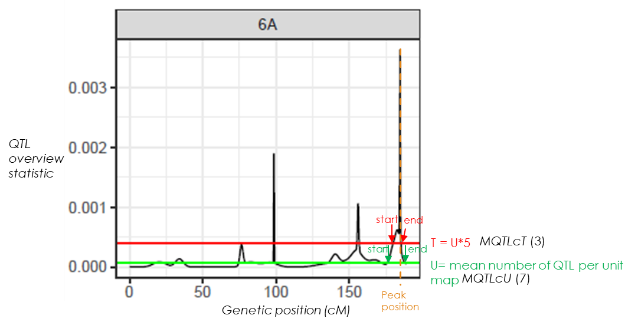 6A
0.003
0.002
0.001
0.000
QTL
overview
statistic
start end
start end
T = U*5 MQTLcT (3)
U= mean number of QTL per unit
map MQTLcU (7)
0 50 100 150
Genetic position (cM)
Peak
position